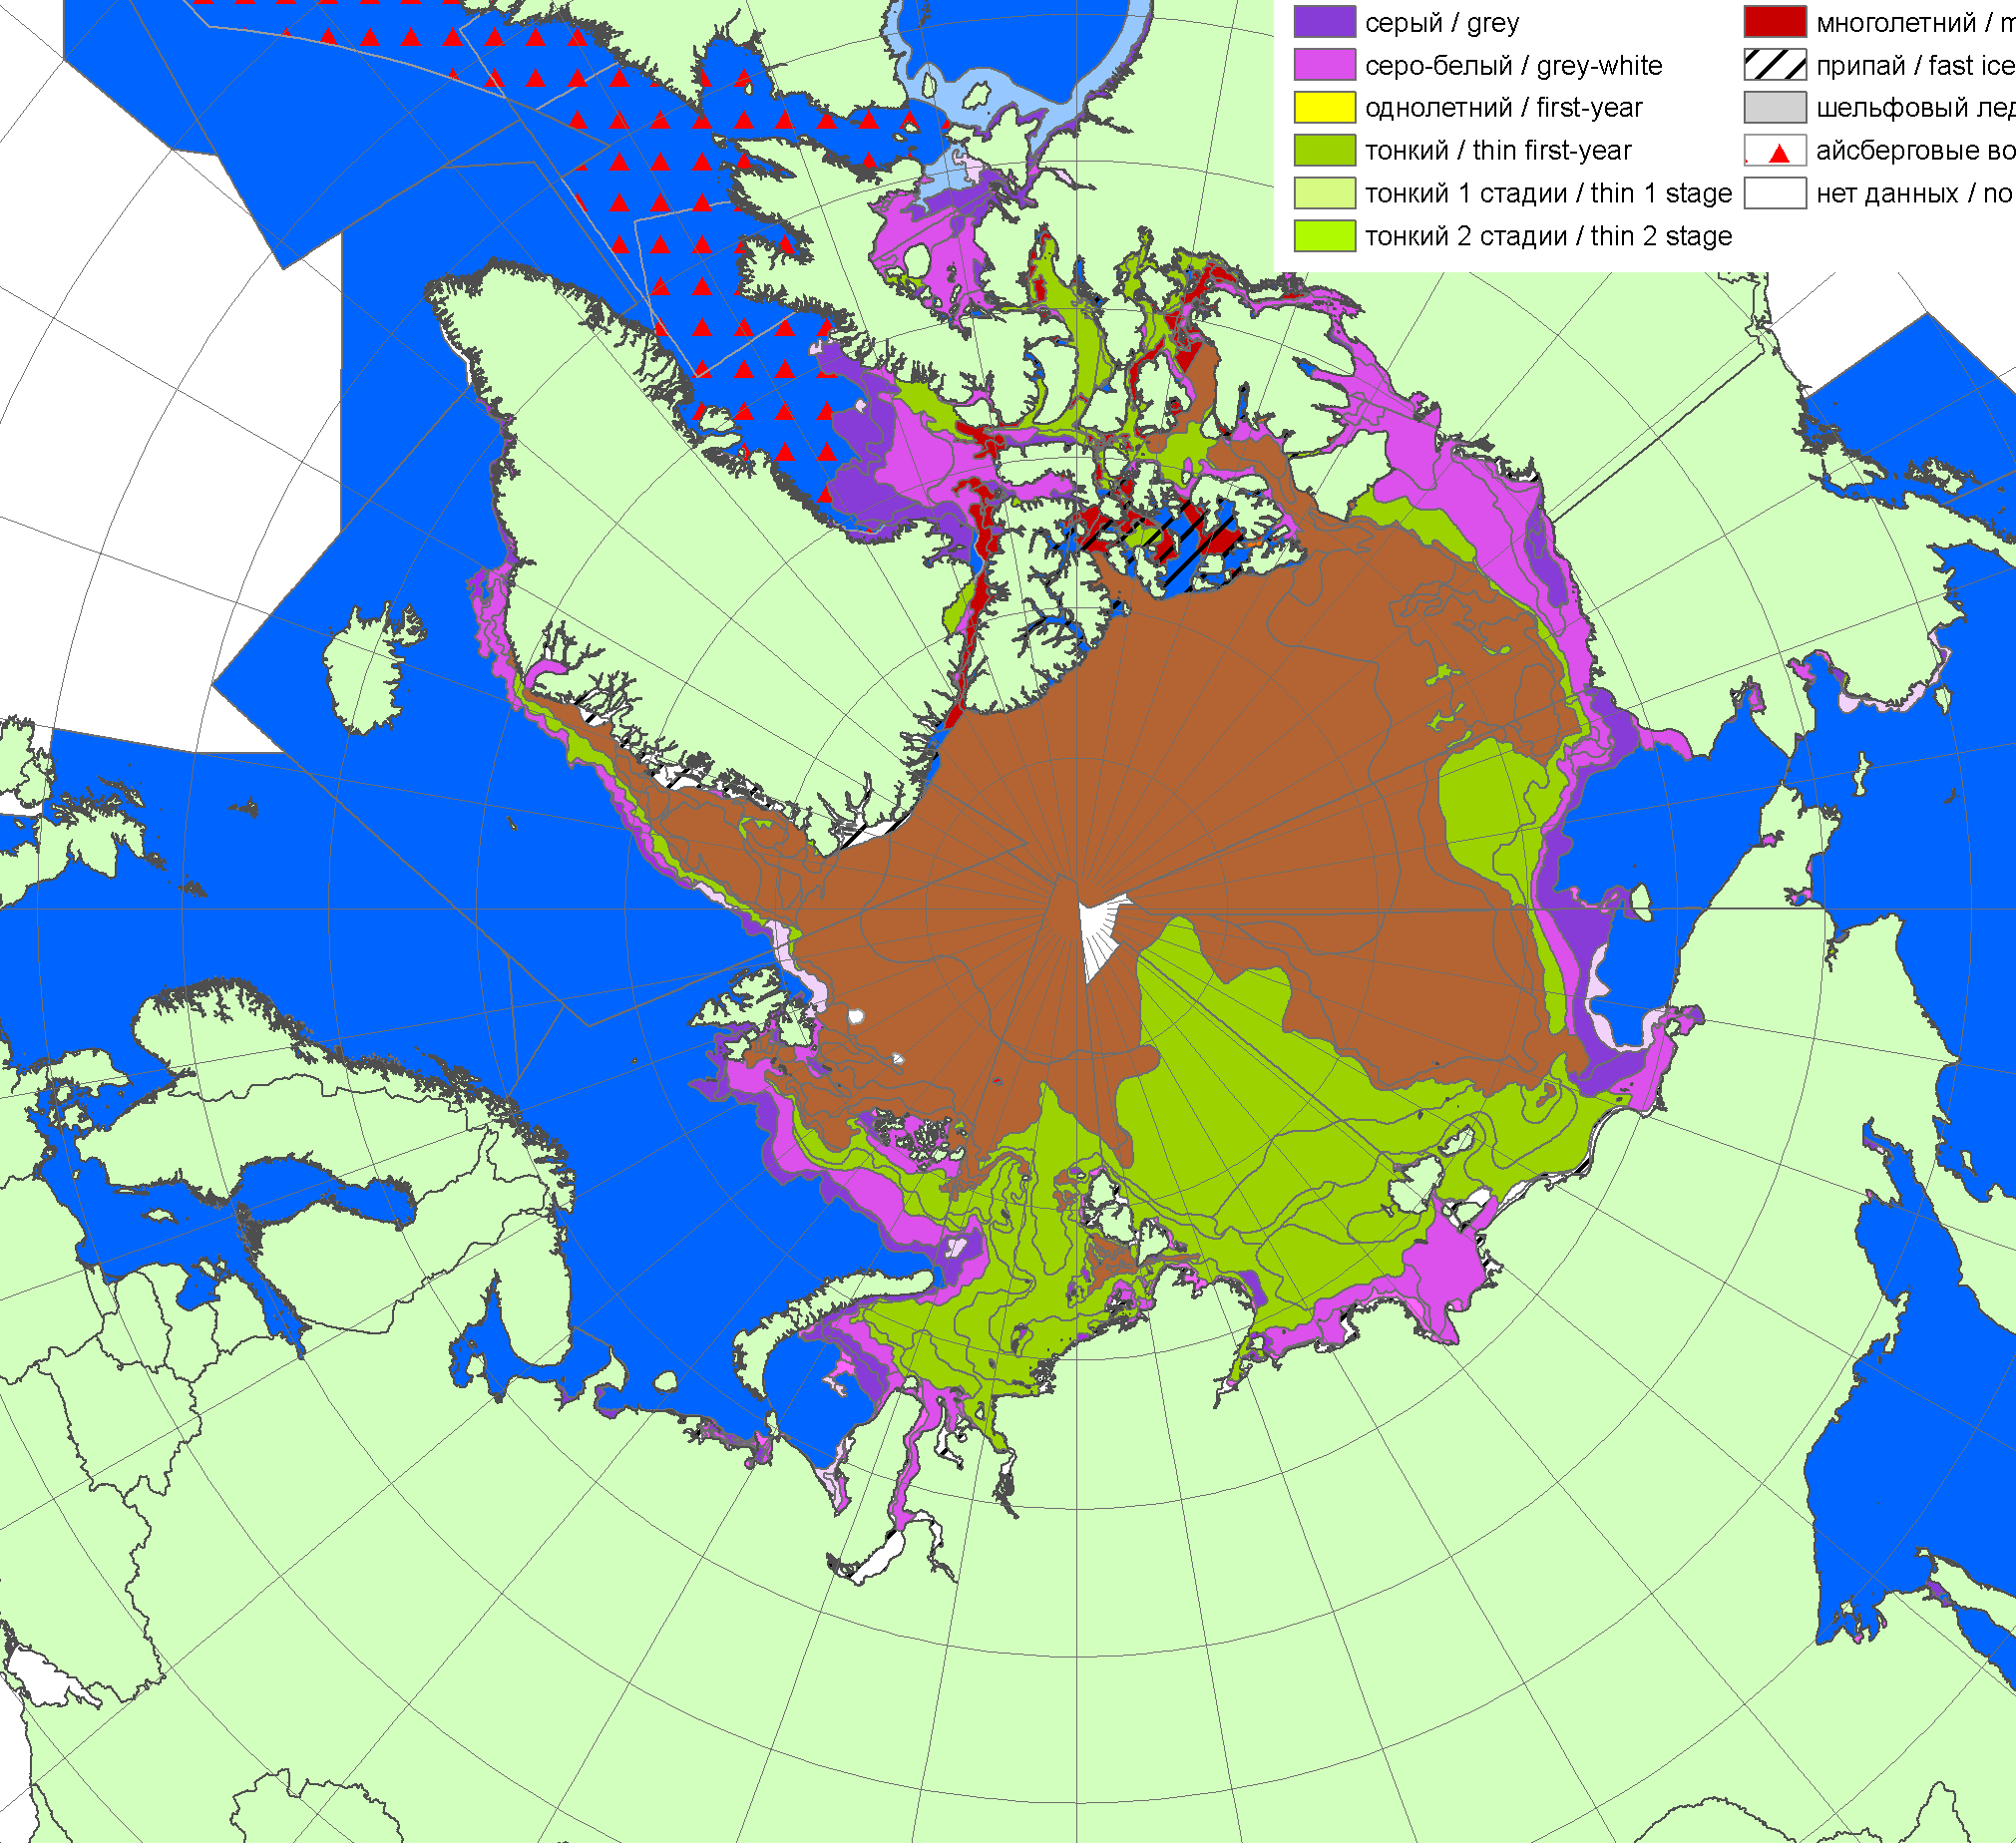 серый / grey
серо-белый / grey-white
однолетний / first-year
тонкий / thin first-year
тонкий 1 стадии / thin 1 stage
тонкий 2 стадии / thin 2 stage
многолетний / m
припай / fast ice
шельфовый лед
айсберговые во
нет данных / no